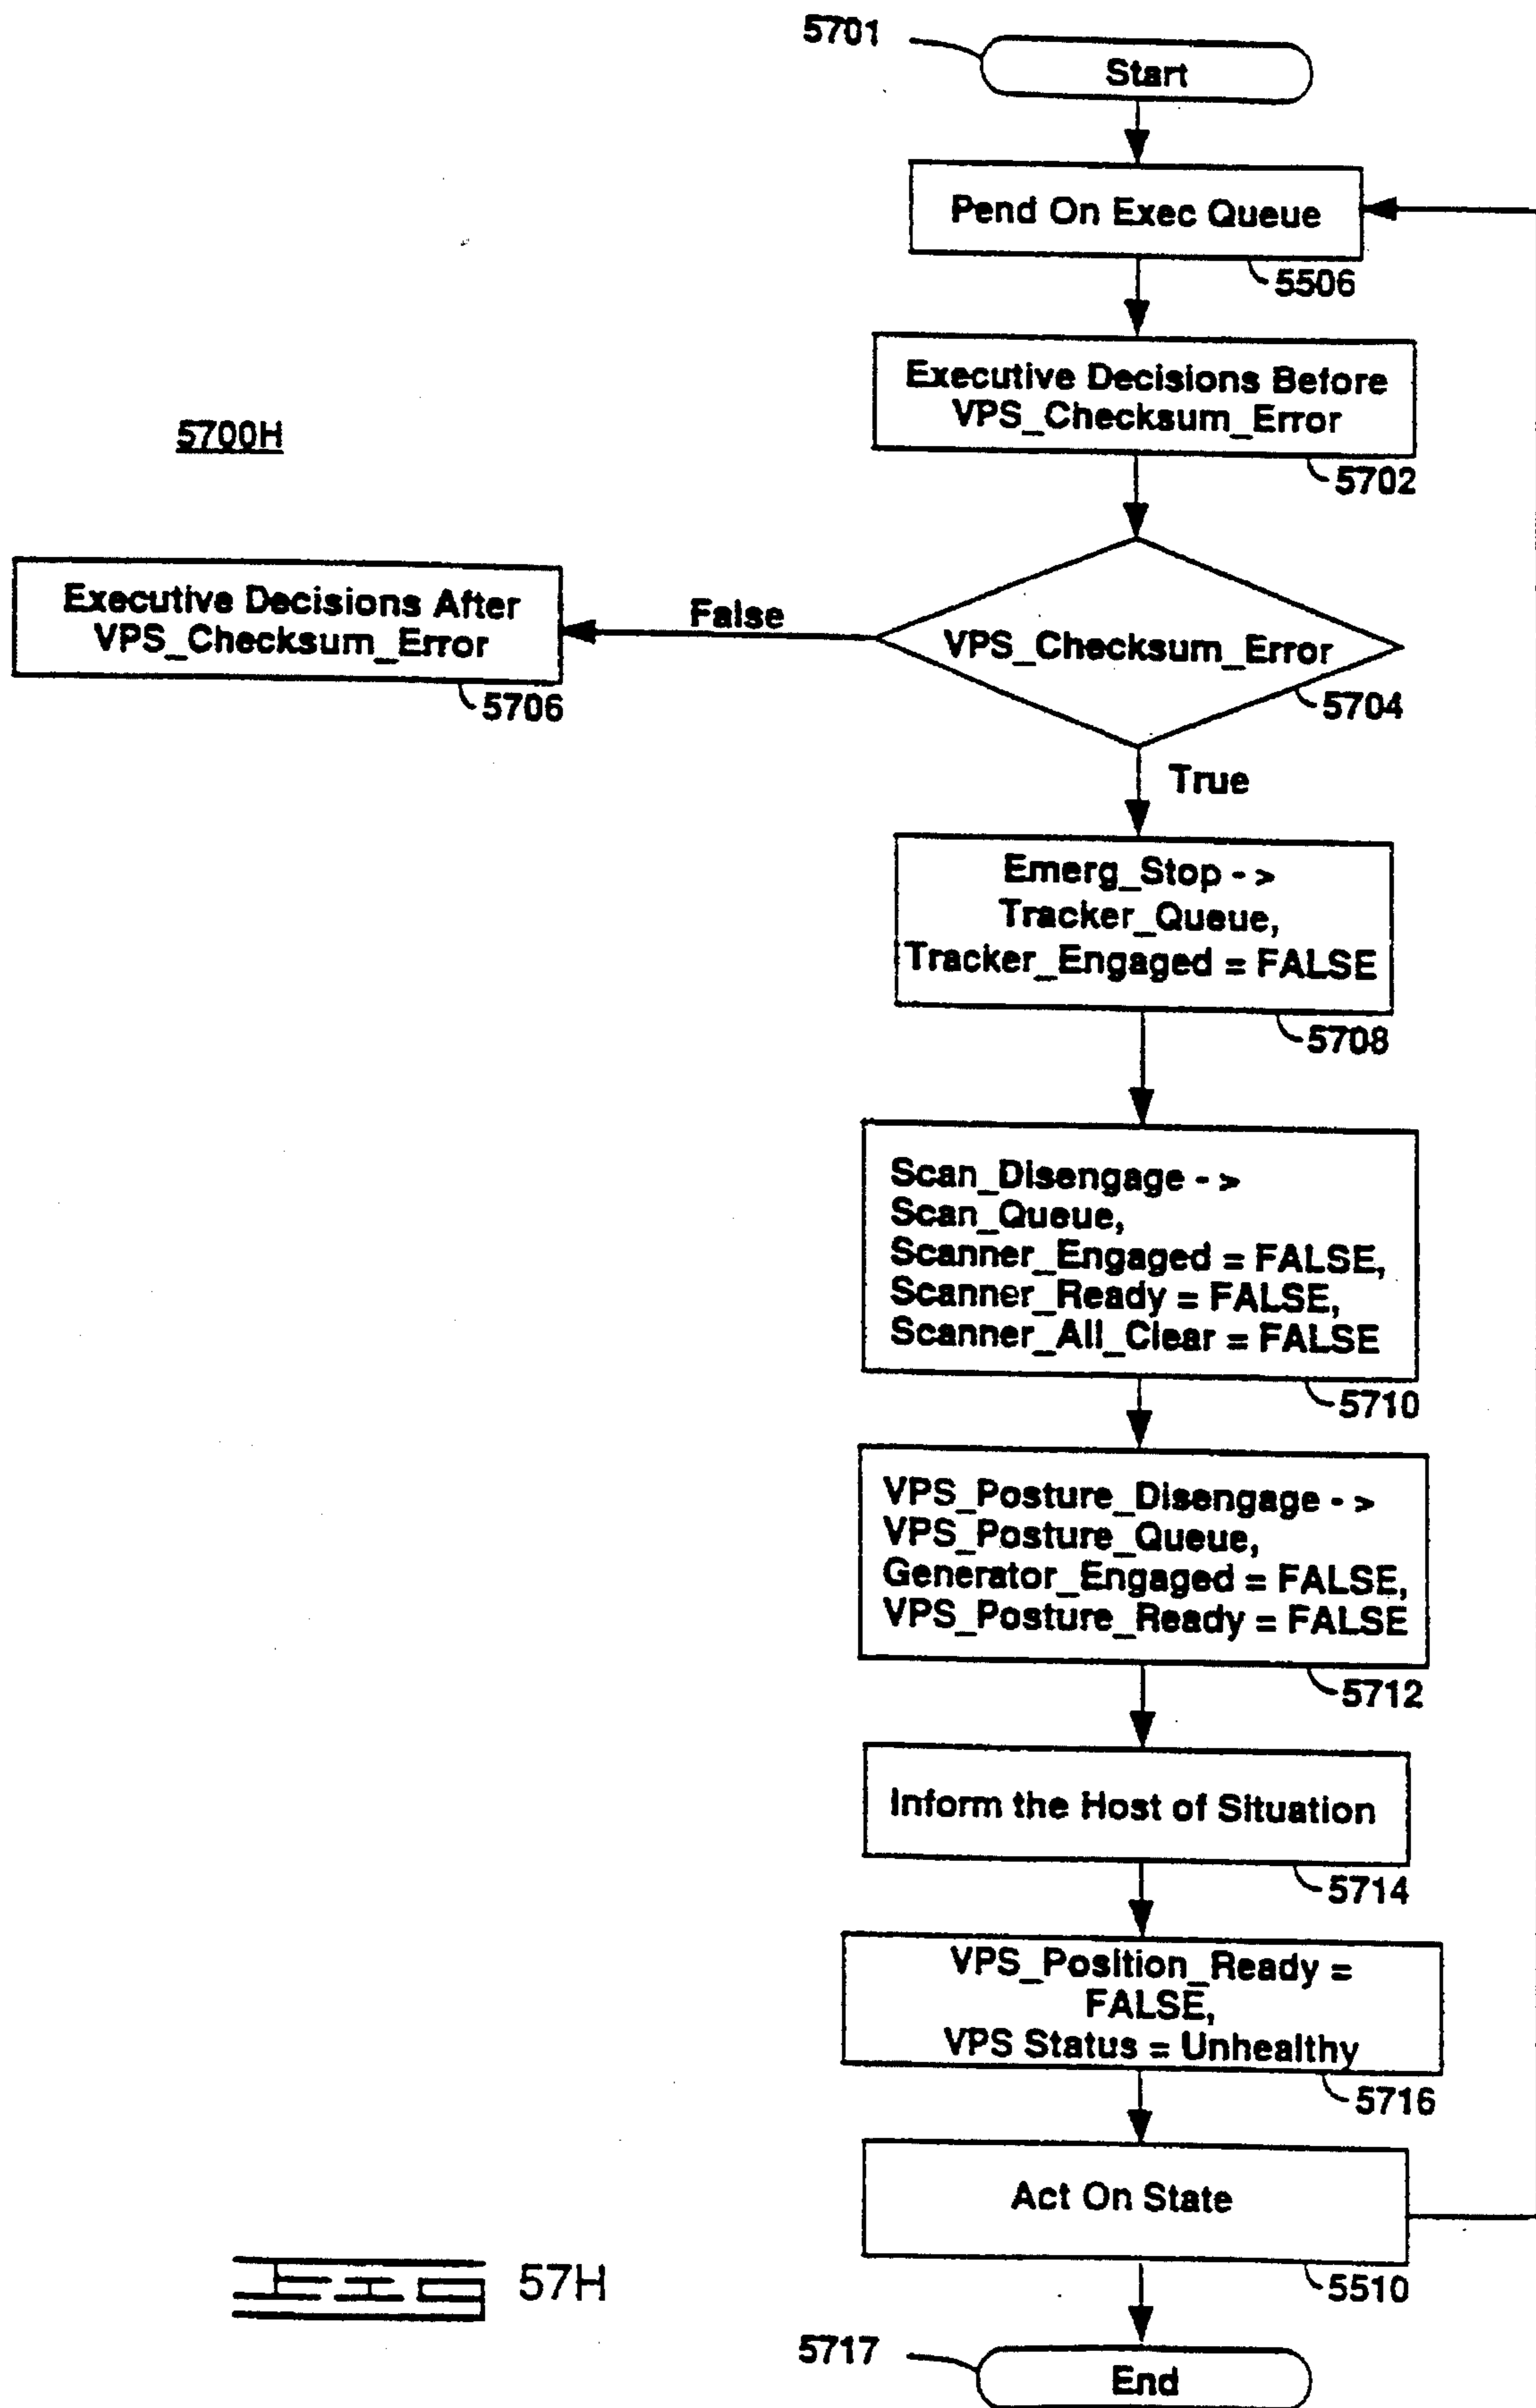 5701
Start
Pend On Exec Queue
5506
Executive Decisions Before
VPS_Checksum_Error
5702
5700H
Executive Decisions After
VPS_Checksum_Error
5706
False
VPS_Checksum_Error
5704
True
Emerg_Stop - >
Tracker_Queue,
Tracker_Engaged = FALSE
5708
Scan_Disengage - >
Scan_Queue,
Scanner_Engaged = FALSE,
Scanner_Ready = FALSE,
Scanner_All_Clear = FALSE
5710
VPS_Posture_Disengage - >
VPS_Posture_Queue,
Generator_Engaged = FALSE,
VPS_Posture_Ready = FALSE
5712
Inform the Host of Situation
5714
VPS_Position_Ready =
FALSE,
VPS Status = Unhealthy
5716
Act On State
5510
FIG 57H
5717
End